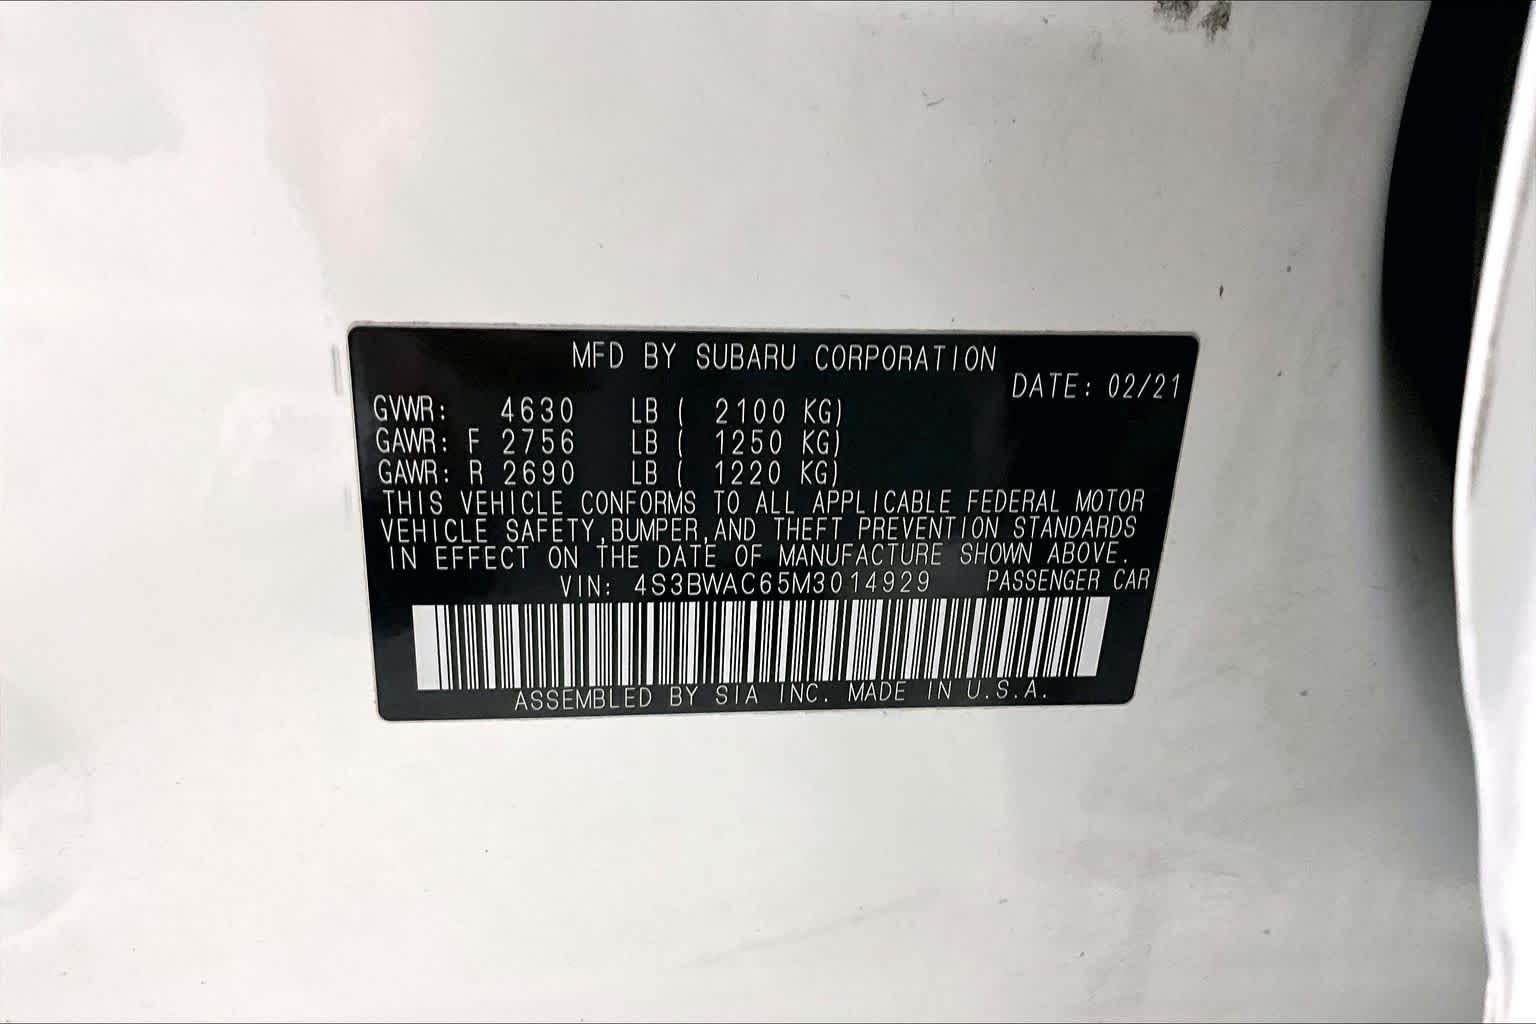 MFD BY SUBARU CORPORATION
DATE: 02/21
GVWR: 4630 LB ( 2100 KG)
GAWR: F 2756 LB ( 1250 KG)
GAWR: R 2690 LB ( 1220 KG)
THIS VEHICLE CONFORMS TO ALL APPLICABLE FEDERAL MOTOR
VEHICLE SAFETY,BUMPER,AND THEFT PREVENTION STANDARDS
IN EFFECT ON THE DATE OF MANUFACTURE SHOWN ABOVE.
VIN: 4S3BWAC65M3014929 PASSENGER CAR
ASSEMBLED BY SIA INC. MADE IN U.S.A.